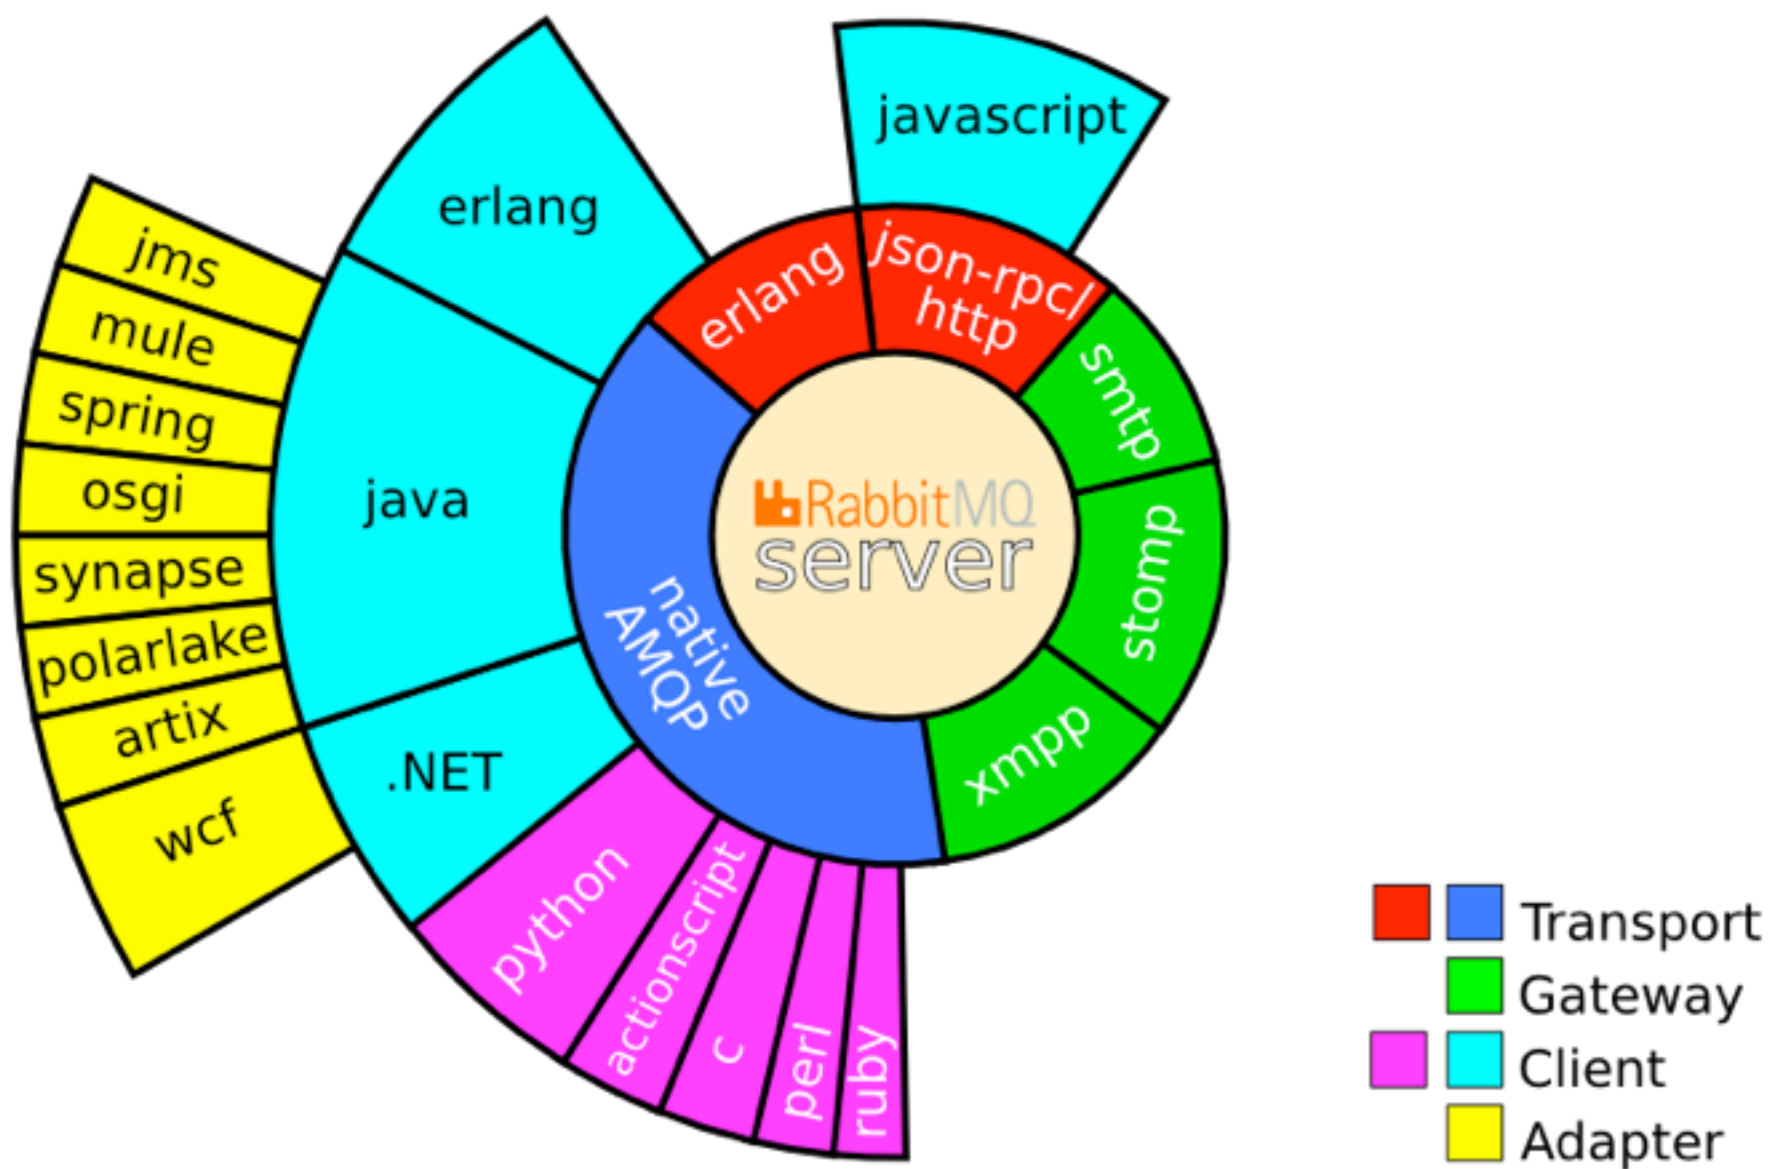 javascript
erlang
jms
mule
spring
osgi
synapse
polarlake
artix
wcf
java
.NET
erlang
json-rpc/
http
smtp
stomp
xmpp
native
AMQP
RabbitMQ
server
python
actionscript
c
perl
ruby
Transport
Gateway
Client
Adapter